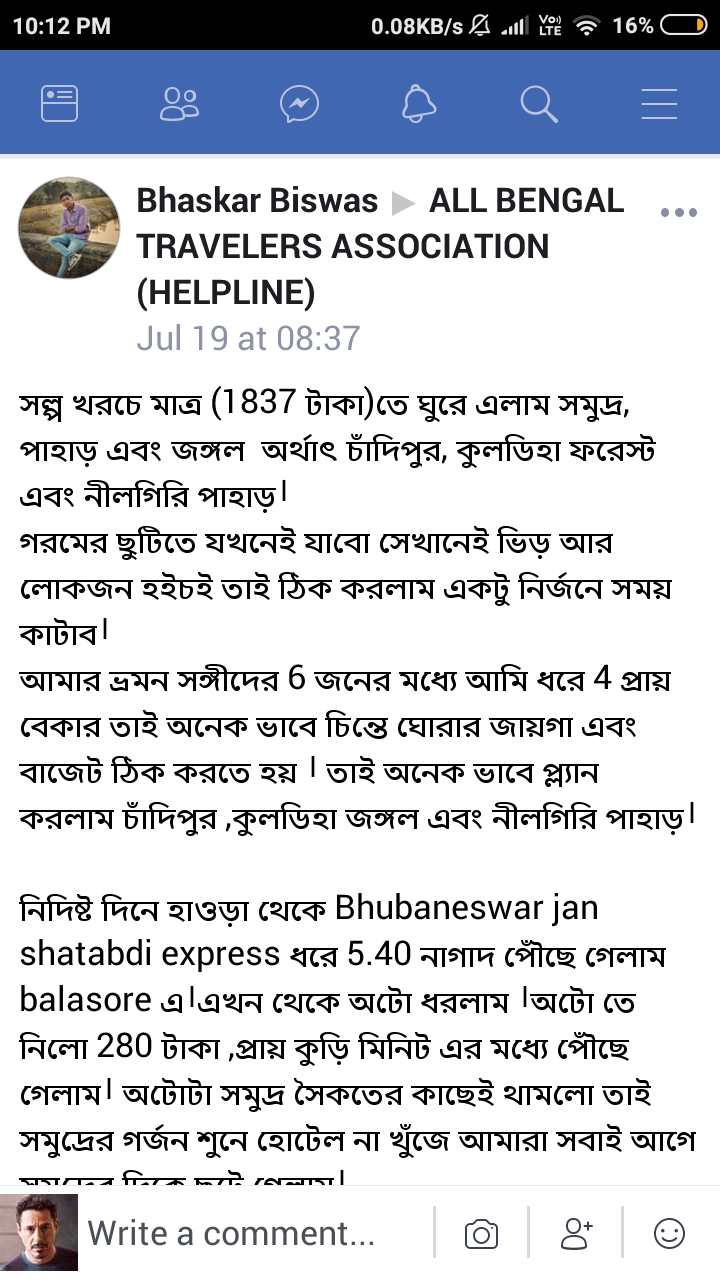 10:12 PM
0.08KB/s
Vo))
LTE
16%
Bhaskar Biswas ▶ ALL BENGAL
TRAVELERS ASSOCIATION
(HELPLINE)
Jul 19 at 08:37
সল্প খরচে মাত্র (1837 টাকা)তে ঘুরে এলাম সমুদ্র,
পাহাড় এবং জঙ্গল  অর্থাৎ চাঁদিপুর, কুলডিহা ফরেস্ট
এবং নীলগিরি পাহাড়।
গরমের ছুটিতে যখনেই যাবো সেখানেই ভিড় আর
লোকজন হইচই তাই ঠিক করলাম একটু নির্জনে সময়
কাটাব।
আমার ভ্রমন সঙ্গীদের 6 জনের মধ্যে আমি ধরে 4 প্রায়
বেকার তাই অনেক ভাবে চিন্তে ঘোরার জায়গা এবং
বাজেট ঠিক করতে হয় । তাই অনেক ভাবে প্ল্যান
করলাম চাঁদিপুর ,কুলডিহা জঙ্গল এবং নীলগিরি পাহাড়।
নিদিষ্ট দিনে হাওড়া থেকে Bhubaneswar jan
shatabdi express ধরে 5.40 নাগাদ পৌঁছে গেলাম
balasore এ।এখন থেকে অটো ধরলাম ।অটো তে
নিলো 280 টাকা ,প্রায় কুড়ি মিনিট এর মধ্যে পৌঁছে
গেলাম। অটোটা সমুদ্র সৈকতের কাছেই থামলো তাই
সমুদ্রের গর্জন শুনে হোটেল না খুঁজে আমারা সবাই আগে
সমুদ্রের দিকে ছুটে গেলাম।
Write a comment...